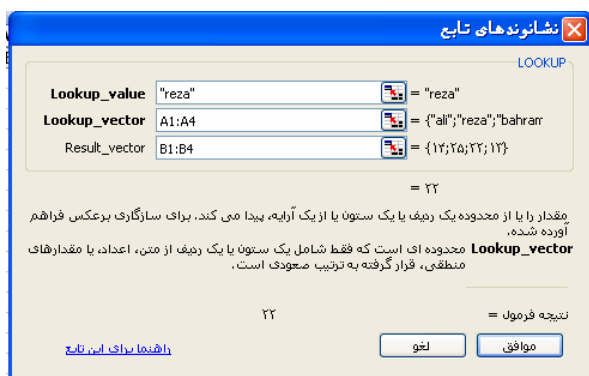 نشانوندهای تابع
LOOKUP
Lookup_value "reza" = "reza"
Lookup_vector A1:A4 = {"ali";"reza";"bahram
Result_vector B1:B4 = {۱۴;۲۵;۲۲;۱۲}
= ۲۲
مقدار را یا از محدوده یک ردیف یا یک ستون یا از یک آرایه، پیدا می کند. برای سازگاری برعکس فراهم
آورده شده.
Lookup_vector محدوده ای است که فقط شامل یک ستون یا یک ردیف از متن، اعداد، یا مقدارهای
منطقی، قرار گرفته به ترتیب صعودی است.
نتیجه فرمول = ۲۲
راهنما برای این تابع لغو موافق